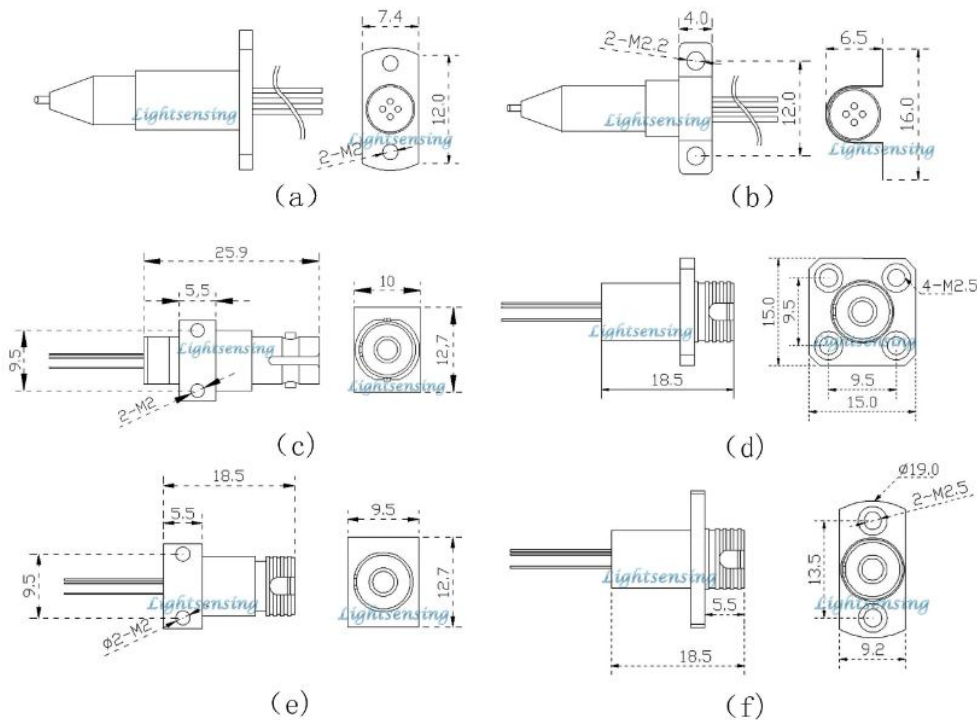 7.4
12.0
2-M2
Lightsensing
Lightsensing
(a)
4.0
2-M2.2
12.0
6.5
16.0
Lightsensing
Lightsensing
(b)
25.9
5,5
9.5
2-M2
10
12.7
Lightsensing
Lightsensing
(c)
18.5
15.0
9.5
4-M2.5
9.5
15.0
Lightsensing
Lightsensing
(d)
18.5
5.5
9.5
ø2-M2
9.5
12.7
Lightsensing
Lightsensing
(e)
5.5
18.5
ø19.0
2-M2.5
13.5
9.2
Lightsensing
Lightsensing
(f)